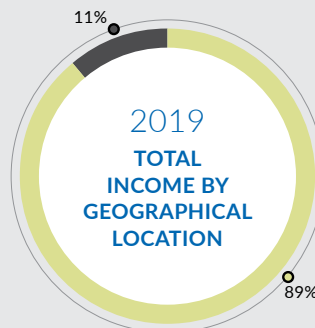 11%
2019
TOTAL
INCOME BY
GEOGRAPHICAL
LOCATION
89%